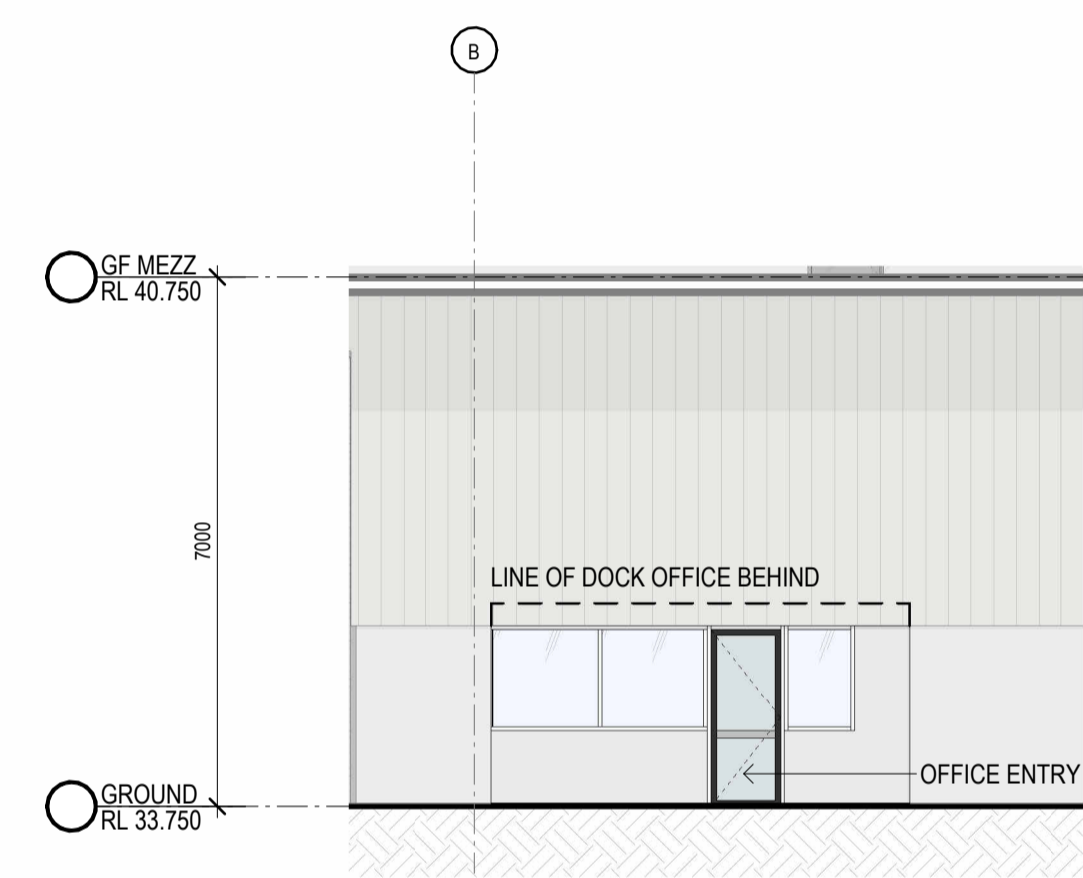 B
GF MEZZ
RL 40.750
7000
LINE OF DOCK OFFICE BEHIND
OFFICE ENTRY
GROUND
RL 33.750